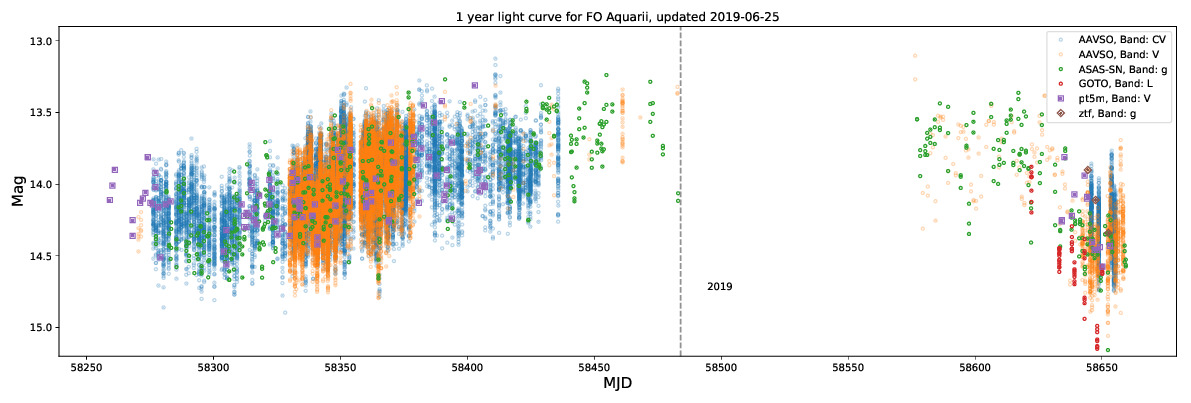 1 year light curve for FO Aquarii, updated 2019-06-25
13.0
13.5
14.0
14.5
15.0
Mag
AAVSO, Band: CV
AAVSO, Band: V
ASAS-SN, Band: g
GOTO, Band: L
pt5m, Band: V
ztf, Band: g
2019
58250
58300
58350
58400
58450
58500
58550
58600
58650
MJD